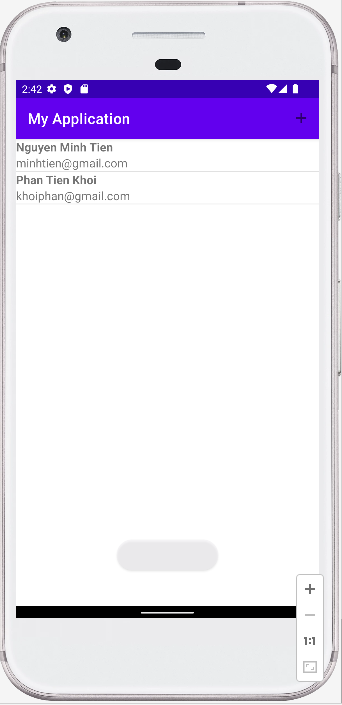 2:42
My Application +
Nguyen Minh Tien
minhtien@gmail.com
Phan Tien Khoi
khoiphan@gmail.com
+
−
1:1